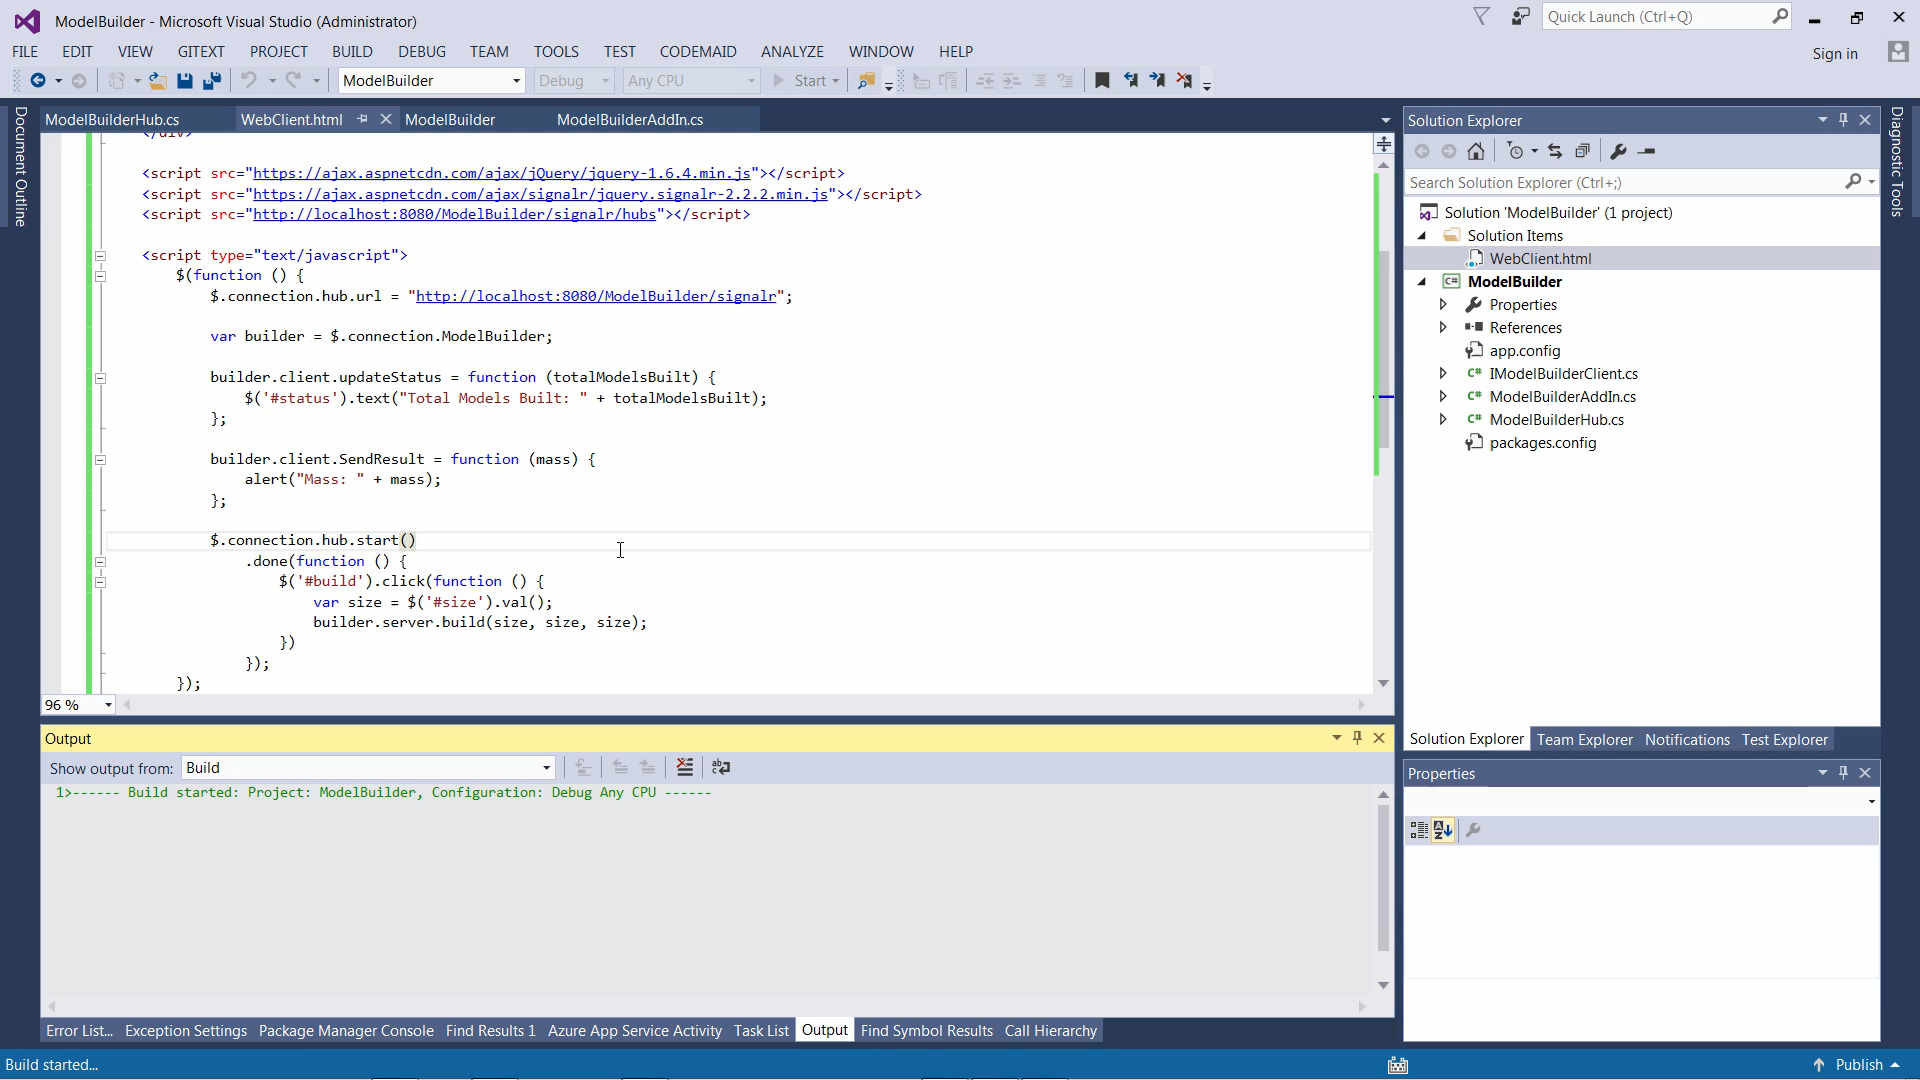 ModelBuilder - Microsoft Visual Studio (Administrator)
Quick Launch (Ctrl+Q)
FILE EDIT VIEW GITEXT PROJECT BUILD DEBUG TEAM TOOLS TEST CODEMAID ANALYZE WINDOW HELP
Sign in
ModelBuilder Debug Any CPU Start
Document Outline
ModelBuilderHub.cs WebClient.html ModelBuilder ModelBuilderAddIn.cs
</div>
<script src="https://ajax.aspnetcdn.com/ajax/jQuery/jquery-1.6.4.min.js"></script>
<script src="https://ajax.aspnetcdn.com/ajax/signalr/jquery.signalr-2.2.2.min.js"></script>
<script src="http://localhost:8080/ModelBuilder/signalr/hubs"></script>
<script type="text/javascript">
$(function () {
$.connection.hub.url = "http://localhost:8080/ModelBuilder/signalr";
var builder = $.connection.ModelBuilder;
builder.client.updateStatus = function (totalModelsBuilt) {
$('#status').text("Total Models Built: " + totalModelsBuilt);
};
builder.client.SendResult = function (mass) {
alert("Mass: " + mass);
};
$.connection.hub.start()
.done(function () {
$('#build').click(function () {
var size = $('#size').val();
builder.server.build(size, size, size);
})
});
});
96 %
Output
Show output from: Build
1>------ Build started: Project: ModelBuilder, Configuration: Debug Any CPU ------
Error List... Exception Settings Package Manager Console Find Results 1 Azure App Service Activity Task List Output Find Symbol Results Call Hierarchy
Solution Explorer
Search Solution Explorer (Ctrl+;)
Solution 'ModelBuilder' (1 project)
Solution Items
WebClient.html
ModelBuilder
Properties
References
app.config
IModelBuilderClient.cs
ModelBuilderAddIn.cs
ModelBuilderHub.cs
packages.config
Solution Explorer Team Explorer Notifications Test Explorer
Properties
Diagnostic Tools
Build started...
Publish